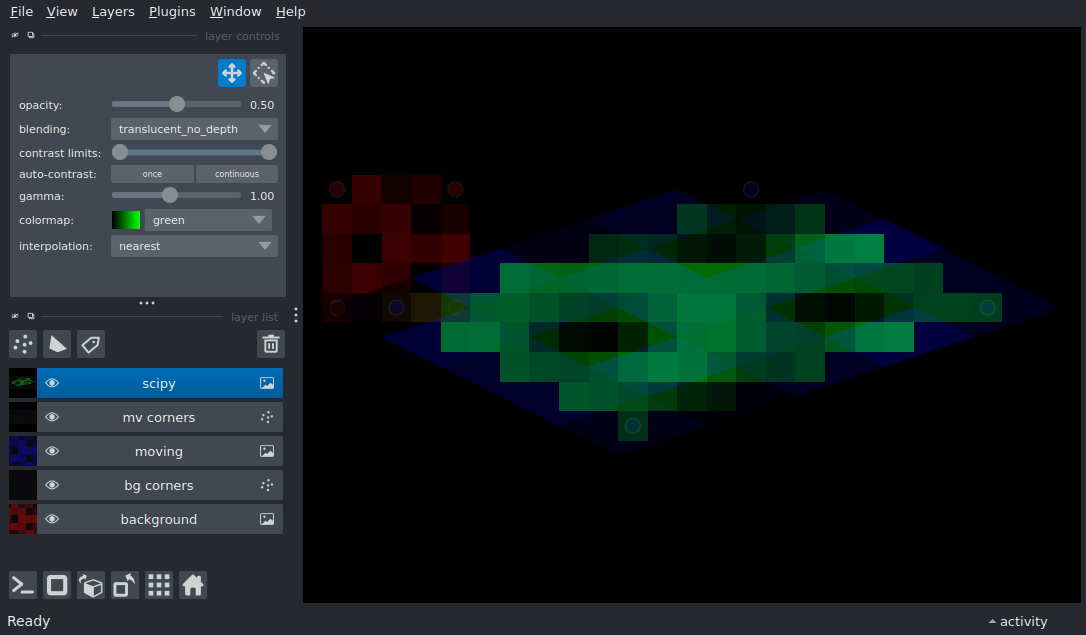 File View Layers Plugins Window Help
layer controls
opacity: 0.50
blending: translucent_no_depth
contrast limits:
auto-contrast: once continuous
gamma: 1.00
colormap: green
interpolation: nearest
layer list
scipy
mv corners
moving
bg corners
background
Ready
activity